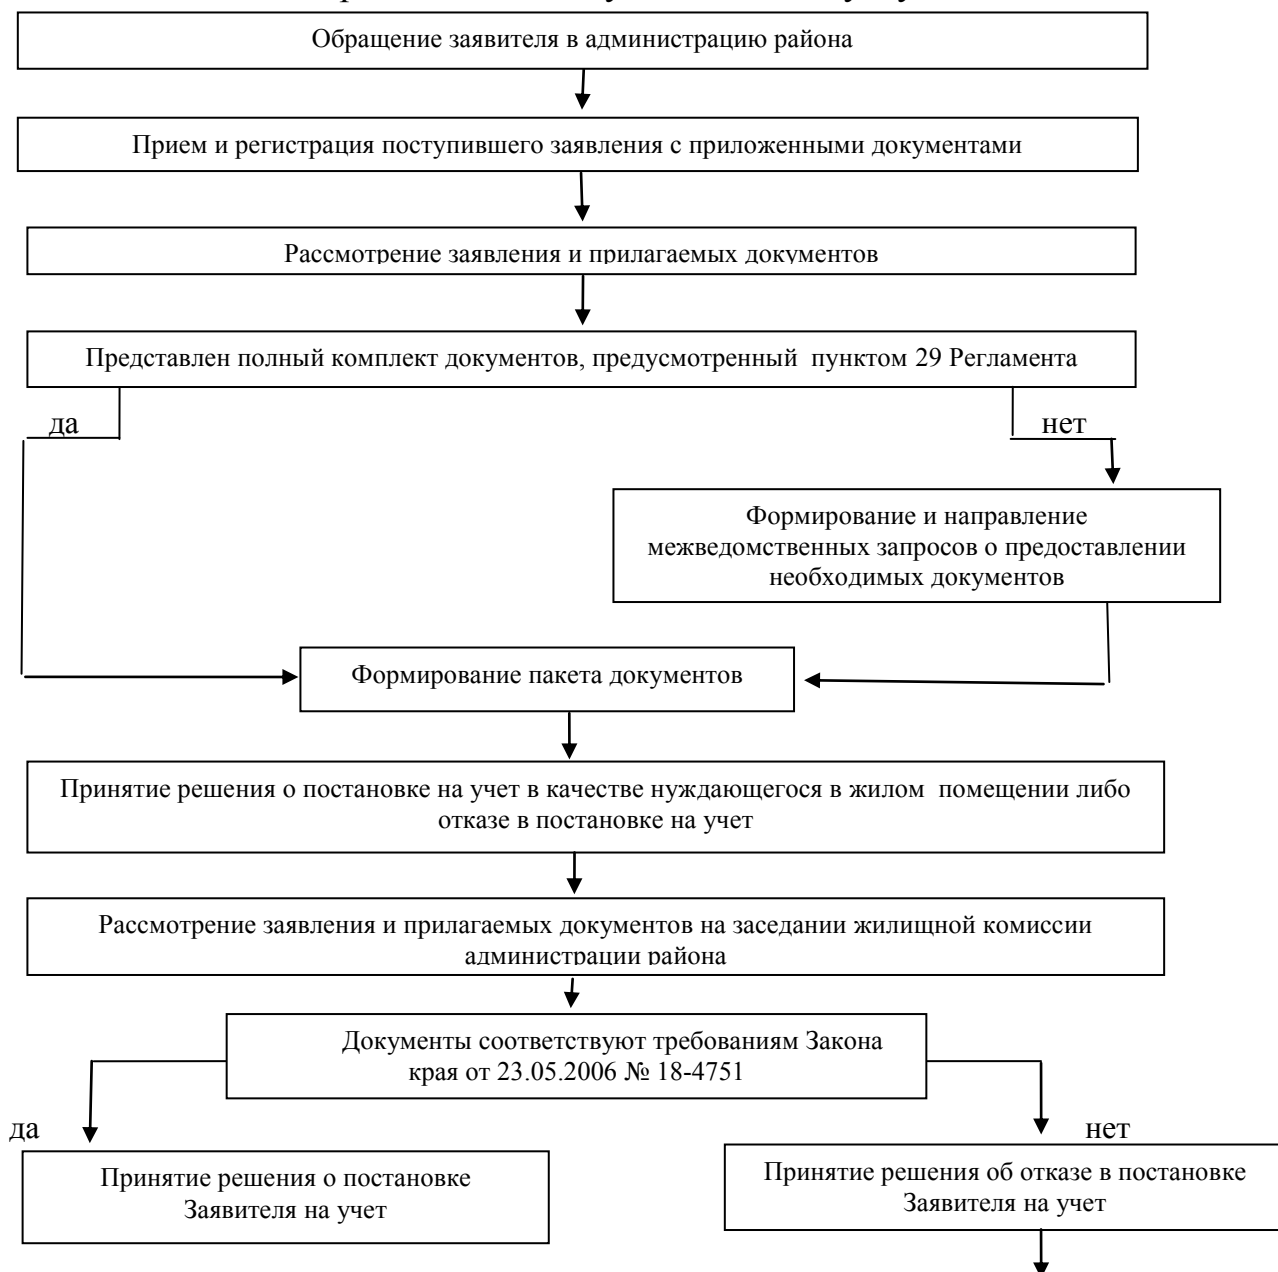 Обращение заявителя в администрацию района
Прием и регистрация поступившего заявления с приложенными документами
Рассмотрение заявления и прилагаемых документов
Представлен полный комплект документов, предусмотренный пунктом 29 Регламента
да
нет
Формирование и направление
межведомственных запросов о предоставлении
необходимых документов
Формирование пакета документов
Принятие решения о постановке на учет в качестве нуждающегося в жилом помещении либо
отказе в постановке на учет
Рассмотрение заявления и прилагаемых документов на заседании жилищной комиссии
администрации района
Документы соответствуют требованиям Закона
края от 23.05.2006 № 18-4751
да
нет
Принятие решения о постановке
Заявителя на учет
Принятие решения об отказе в постановке
Заявителя на учет